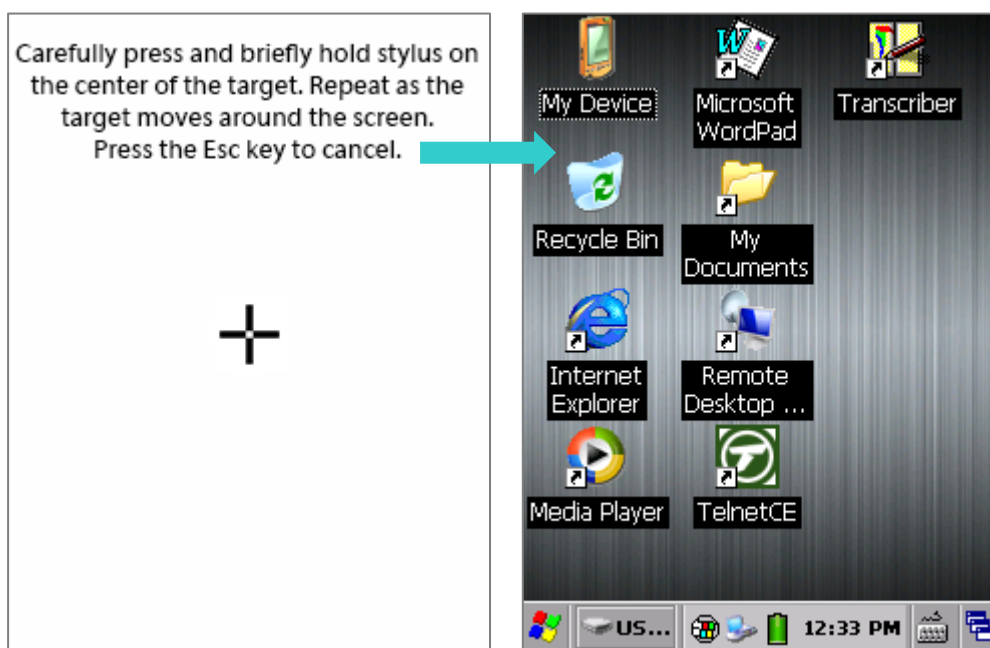 Carefully press and briefly hold stylus on
the center of the target. Repeat as the
target moves around the screen.
Press the Esc key to cancel.
My Device
Microsoft
WordPad
Transcriber
Recycle Bin
My
Documents
Internet
Explorer
Remote
Desktop ...
Media Player
TelnetCE
US...
12:33 PM